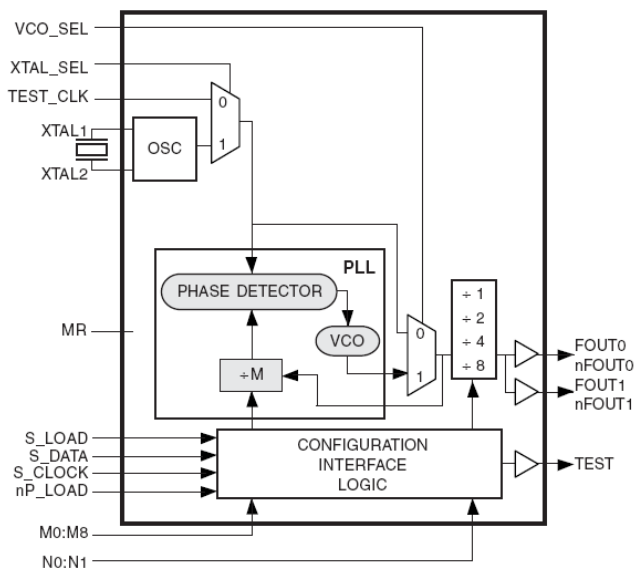 VCO_SEL
XTAL_SEL
TEST_CLK
0
XTAL1
OSC
1
XTAL2
PLL
PHASE DETECTOR
÷ 1
÷ 2
÷ 4
÷ 8
MR
VCO
0
1
÷M
FOUT0
nFOUT0
FOUT1
nFOUT1
S_LOAD
S_DATA
S_CLOCK
nP_LOAD
CONFIGURATION
INTERFACE
LOGIC
TEST
M0:M8
N0:N1